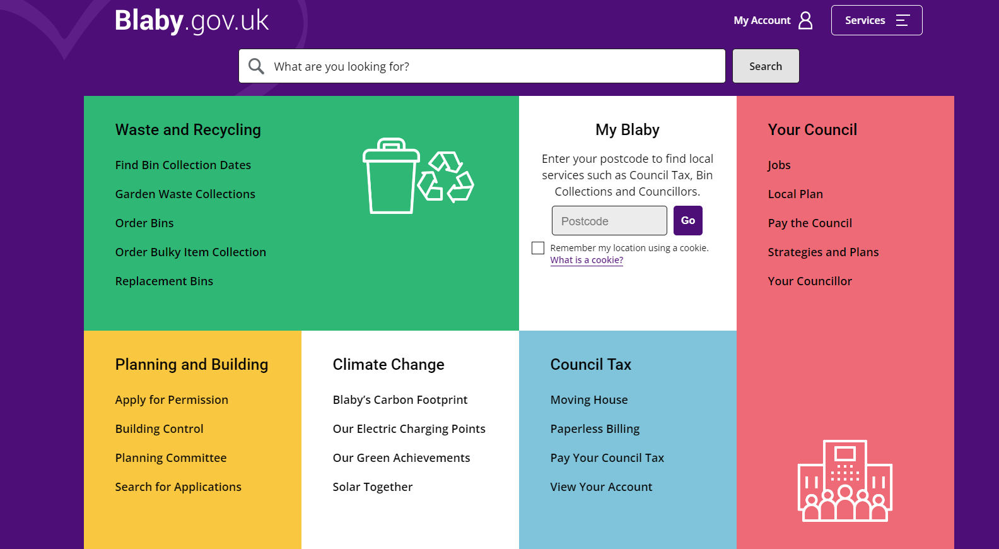 Blaby.gov.uk
My Account
Services
What are you looking for?
Search
Waste and Recycling
Find Bin Collection Dates
Garden Waste Collections
Order Bins
Order Bulky Item Collection
Replacement Bins
My Blaby
Enter your postcode to find local
services such as Council Tax, Bin
Collections and Councillors.
Postcode
Go
Remember my location using a cookie.
What is a cookie?
Your Council
Jobs
Local Plan
Pay the Council
Strategies and Plans
Your Councillor
Planning and Building
Apply for Permission
Building Control
Planning Committee
Search for Applications
Climate Change
Blaby’s Carbon Footprint
Our Electric Charging Points
Our Green Achievements
Solar Together
Council Tax
Moving House
Paperless Billing
Pay Your Council Tax
View Your Account